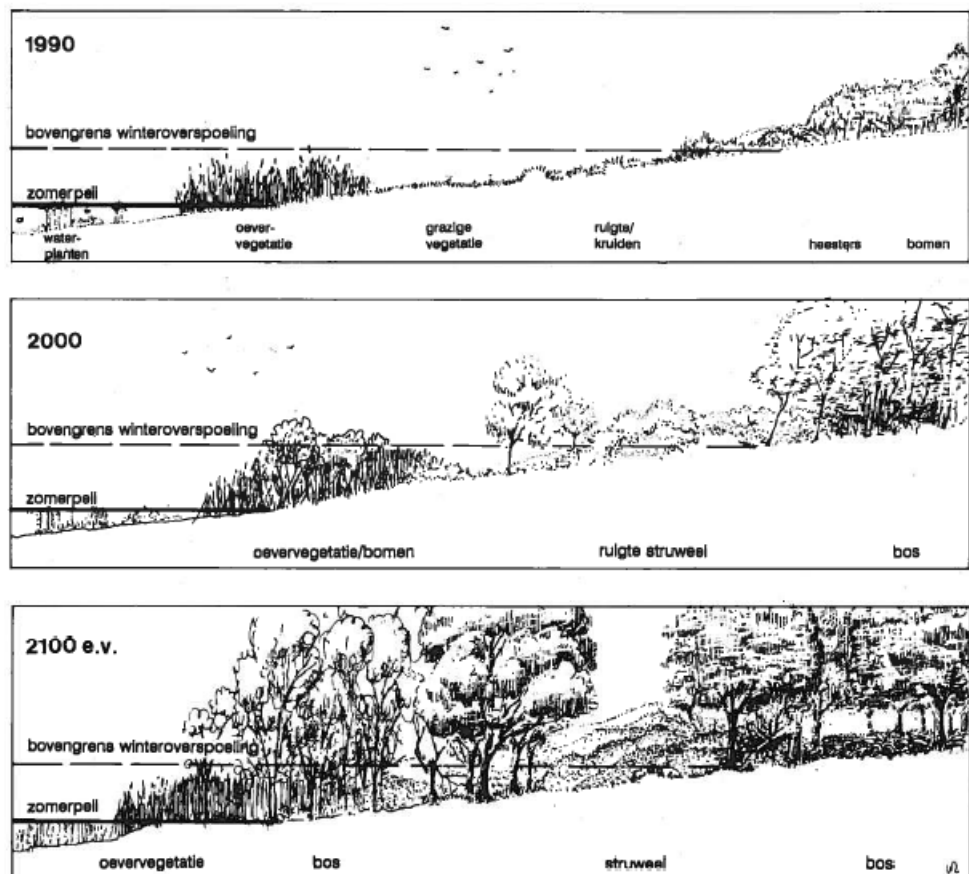 1990
bovengrens winteroverspoeling
zomerpeil
water-
planten
oever-
vegetatie
grazige
vegetatie
ruigte/
kruiden
heesters
bomen
2000
bovengrens winteroverspoeling
zomerpeil
oevervegetatie/bomen
ruigte struweel
bos
2100 e.v.
bovengrens winteroverspoeling
zomerpeil
oevervegetatie
bos
struweel
bos